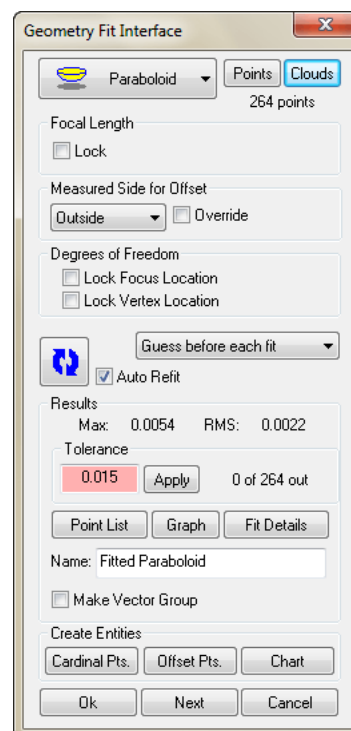 Geometry Fit Interface
Paraboloid Points Clouds
264 points
Focal Length
Lock
Measured Side for Offset
Outside Override
Degrees of Freedom
Lock Focus Location
Lock Vertex Location
Guess before each fit
Auto Refit
Results
Max: 0.0054 RMS: 0.0022
Tolerance
0.015 Apply 0 of 264 out
Point List Graph Fit Details
Name: Fitted Paraboloid
Make Vector Group
Create Entities
Cardinal Pts. Offset Pts. Chart
Ok Next Cancel